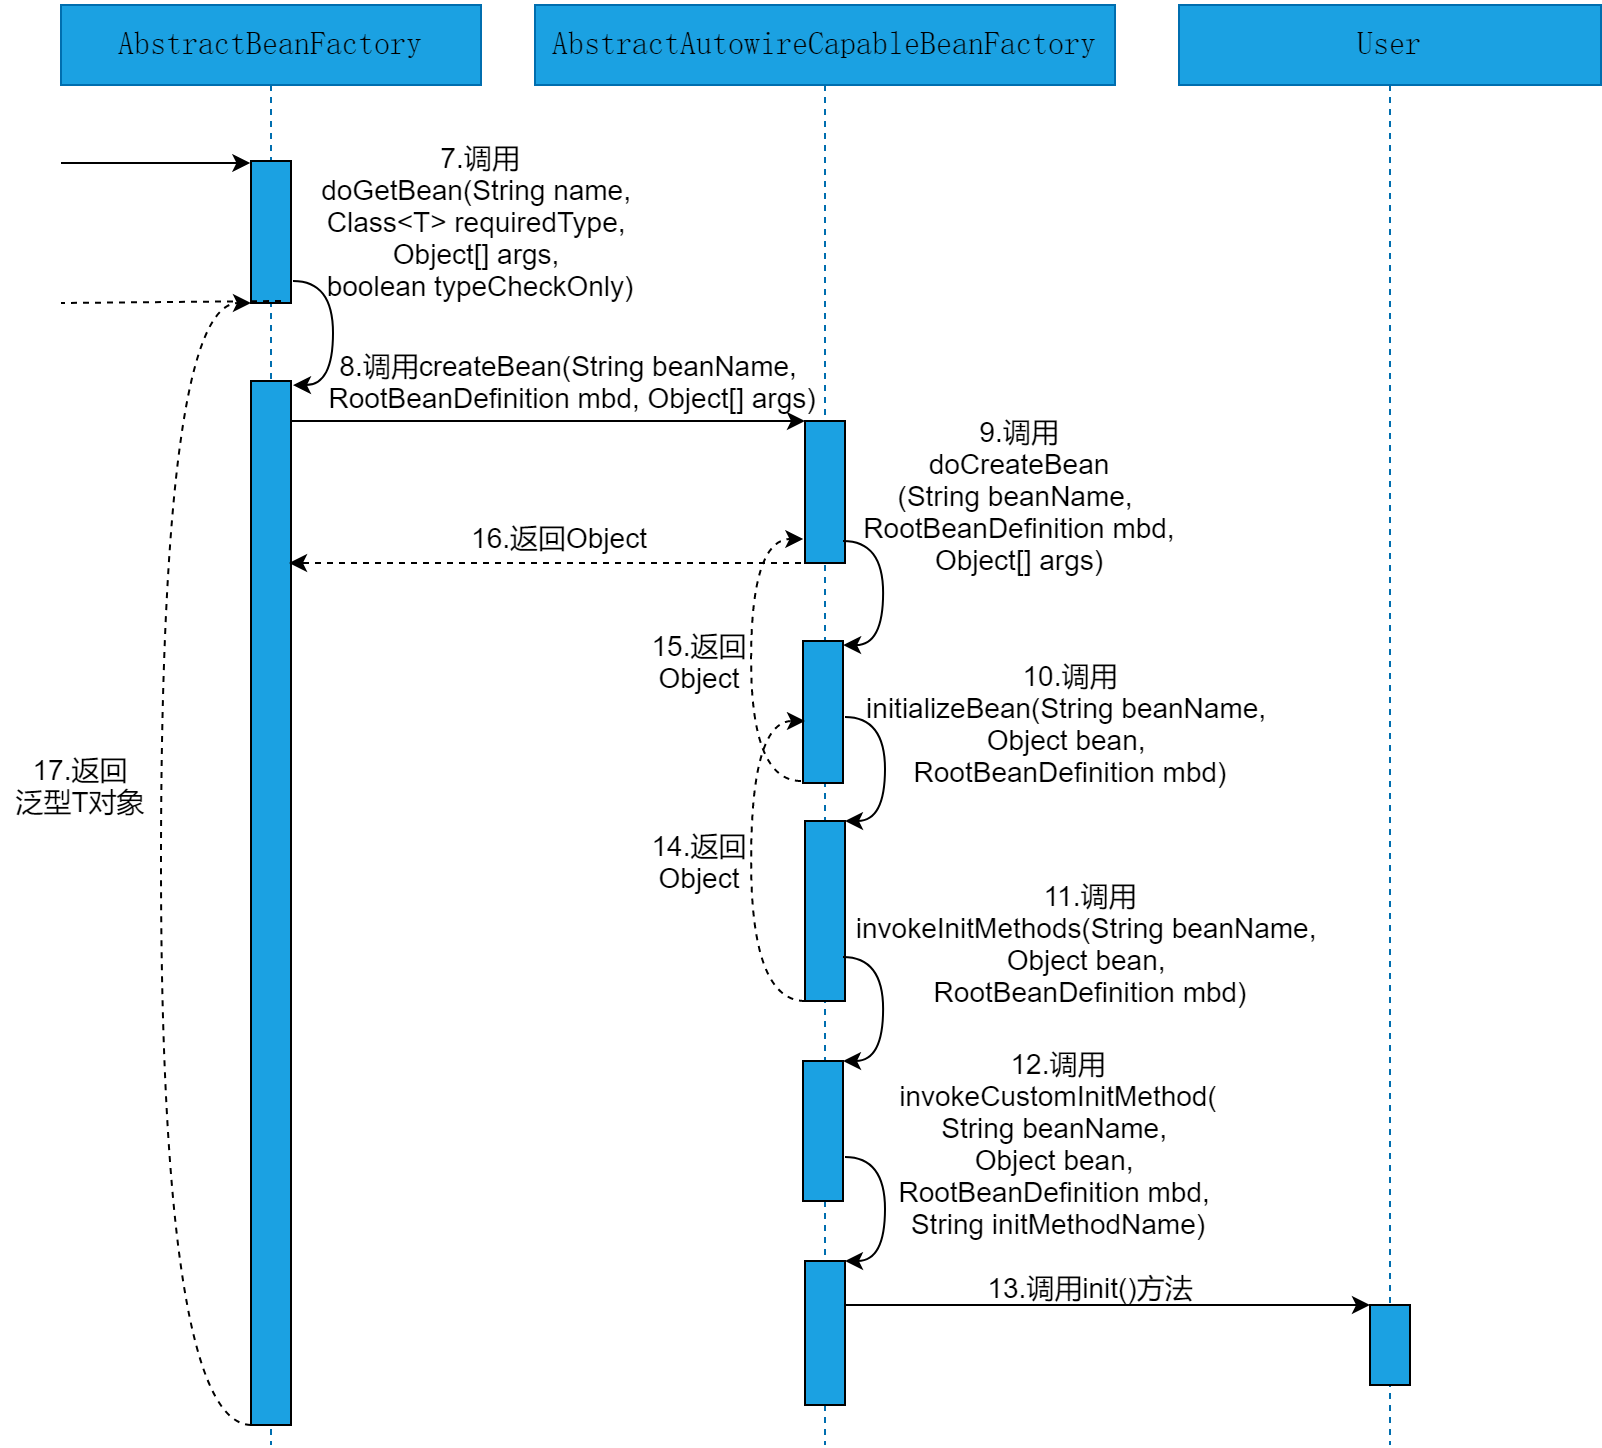 AbstractBeanFactory
AbstractAutowireCapableBeanFactory
User
7.调用
doGetBean(String name,
Class<T> requiredType,
Object[] args,
boolean typeCheckOnly)
8.调用createBean(String beanName,
RootBeanDefinition mbd, Object[] args)
9.调用
doCreateBean
(String beanName,
RootBeanDefinition mbd,
Object[] args)
16.返回Object
15.返回
Object
10.调用
initializeBean(String beanName,
Object bean,
RootBeanDefinition mbd)
17.返回
泛型T对象
14.返回
Object
11.调用
invokeInitMethods(String beanName,
Object bean,
RootBeanDefinition mbd)
12.调用
invokeCustomInitMethod(
String beanName,
Object bean,
RootBeanDefinition mbd,
String initMethodName)
13.调用init()方法